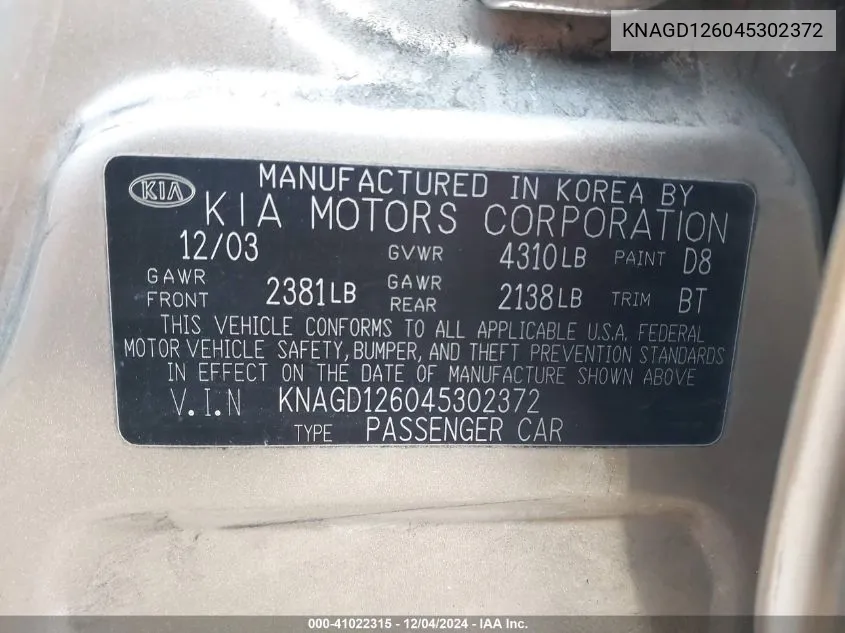 KNAGD126045302372
KIA
MANUFACTURED IN KOREA BY
KIA MOTORS CORPORATION
12/03 GVWR 4310LB PAINT D8
GAWR FRONT 2381LB GAWR REAR 2138LB TRIM BT
THIS VEHICLE CONFORMS TO ALL APPLICABLE U.S.A. FEDERAL
MOTOR VEHICLE SAFETY, BUMPER, AND THEFT PREVENTION STANDARDS
IN EFFECT ON THE DATE OF MANUFACTURE SHOWN ABOVE
V.I.N KNAGD126045302372
TYPE PASSENGER CAR
000-41022315 - 12/04/2024 - IAA Inc.